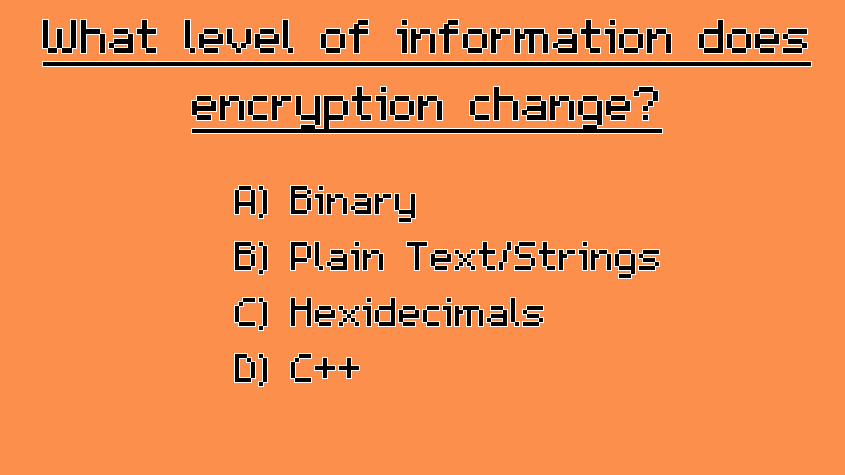 What level of information does
encryption change?
A) Binary
B) Plain Text/Strings
C) Hexidecimals
D) C++